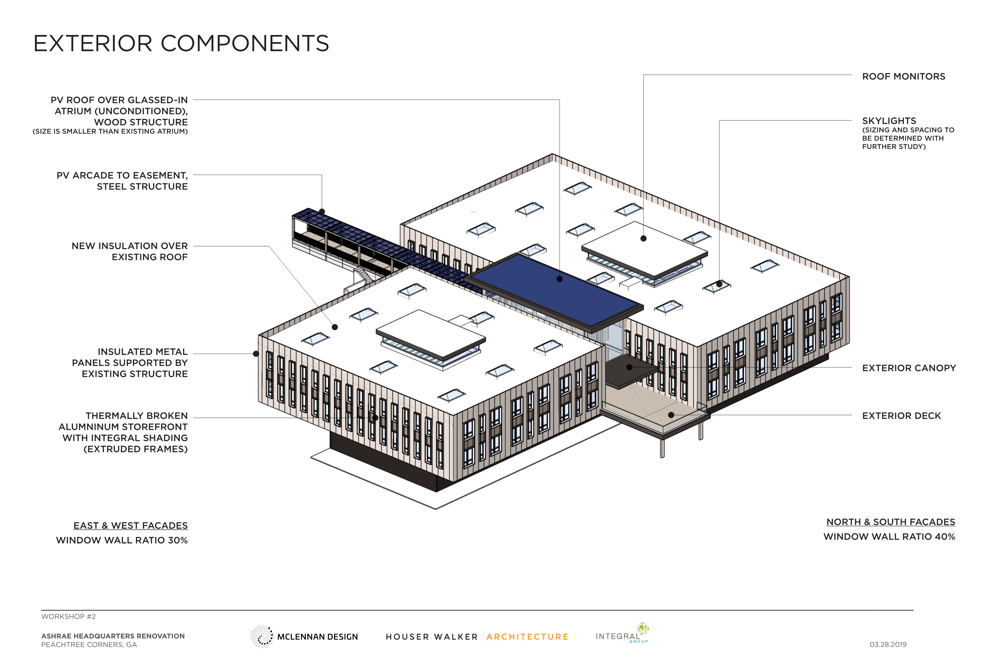 EXTERIOR COMPONENTS
PV ROOF OVER GLASSED-IN
ATRIUM (UNCONDITIONED),
WOOD STRUCTURE
(SIZE IS SMALLER THAN EXISTING ATRIUM)
PV ARCADE TO EASEMENT,
STEEL STRUCTURE
NEW INSULATION OVER
EXISTING ROOF
INSULATED METAL
PANELS SUPPORTED BY
EXISTING STRUCTURE
THERMALLY BROKEN
ALUMNINUM STOREFRONT
WITH INTEGRAL SHADING
(EXTRUDED FRAMES)
EAST & WEST FACADES
WINDOW WALL RATIO 30%
ROOF MONITORS
SKYLIGHTS
(SIZING AND SPACING TO
BE DETERMINED WITH
FURTHER STUDY)
EXTERIOR CANOPY
EXTERIOR DECK
NORTH & SOUTH FACADES
WINDOW WALL RATIO 40%
WORKSHOP #2
ASHRAE HEADQUARTERS RENOVATION
PEACHTREE CORNERS, GA
MCLENNAN DESIGN
HOUSER WALKER ARCHITECTURE
INTEGRAL
GROUP
03.28.2019